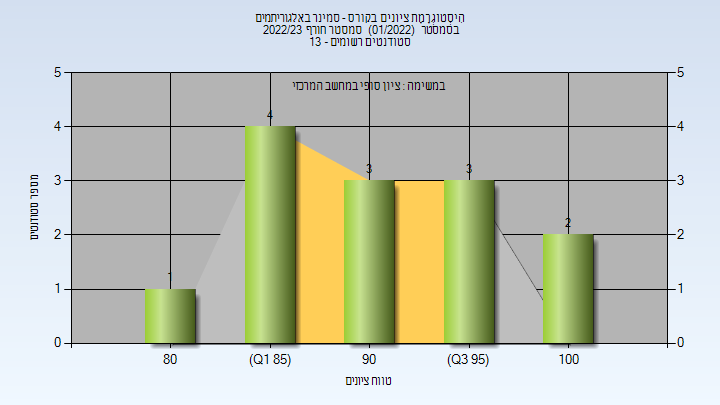 היסטוגרמת ציונים בקורס - סמינר באלגוריתמים
בסמסטר (01/2022) סמסטר חורף 2022/23
סטודנטים רשומים - 13
במשימה : ציון סופי במחשב המרכזי
5
4
3
2
1
0
5
4
3
2
1
0
מספר סטודנטים
1
4
3
3
2
80
(Q1 85)
90
(Q3 95)
100
טווח ציונים